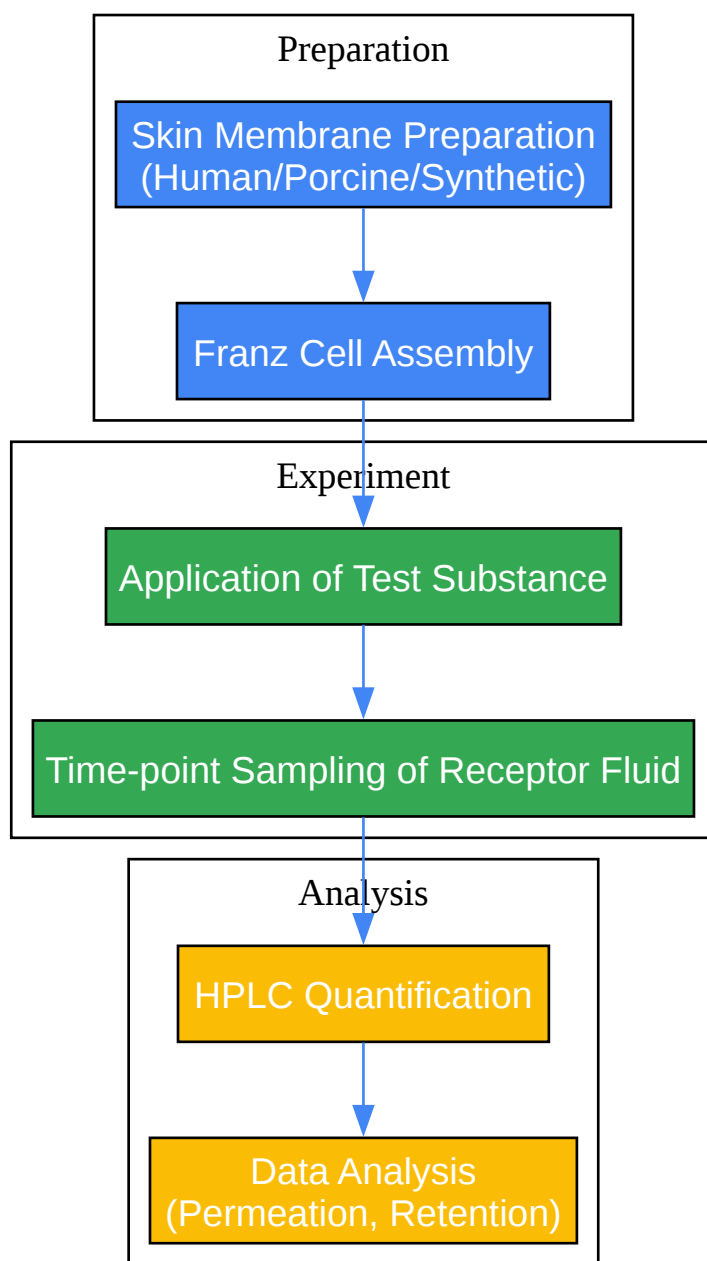 Preparation
Skin Membrane Preparation
(Human/Porcine/Synthetic)
Franz Cell Assembly
Experiment
Application of Test Substance
Time-point Sampling of Receptor Fluid
Analysis
HPLC Quantification
Data Analysis
(Permeation, Retention)